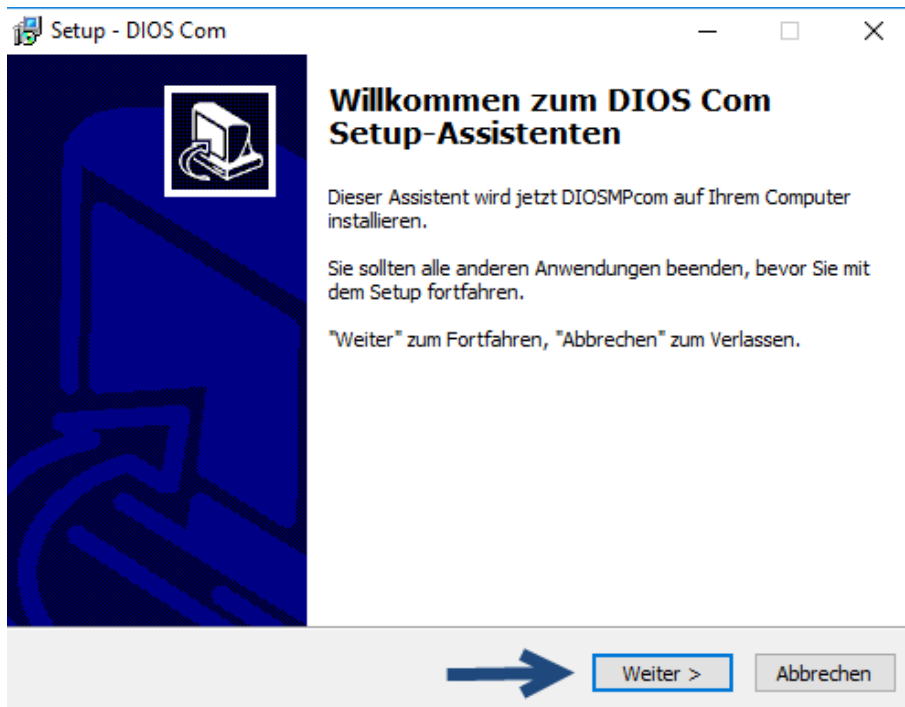 Setup - DIOS Com
Willkommen zum DIOS Com
Setup-Assistenten
Dieser Assistent wird jetzt DIOSMPcom auf Ihrem Computer
installieren.
Sie sollten alle anderen Anwendungen beenden, bevor Sie mit
dem Setup fortfahren.
"Weiter" zum Fortfahren, "Abbrechen" zum Verlassen.
Weiter > Abbrechen